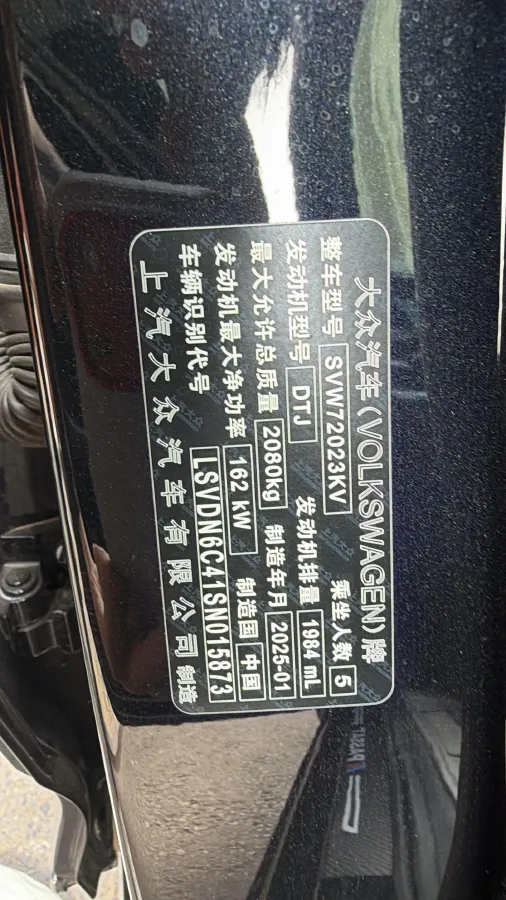 大众汽车(VOLKSWAGEN)牌
整车型号 SVW72023KV 乘坐人数 5
发动机型号 DTJ 发动机排量 1984 mL
最大允许总质量 2080kg 制造年月 2025-01
发动机最大净功率 162 kW 制造国 中国
车辆识别代号 LSVDN6C41SN015873
上汽大众汽车有限公司 制造